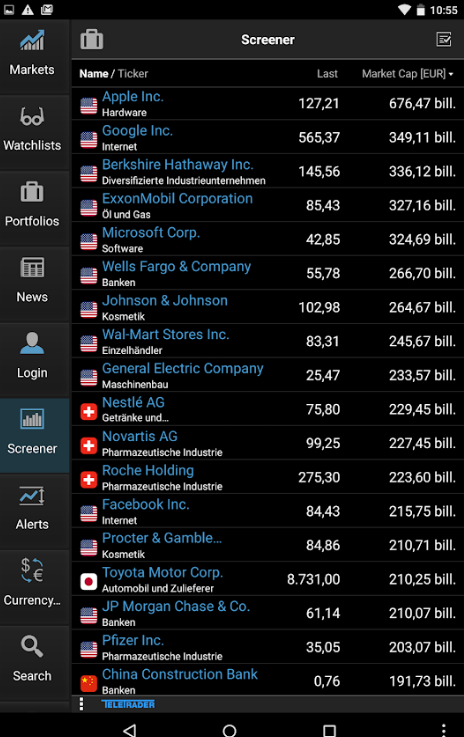 10:55
Screener
Markets
Watchlists
Portfolios
News
Login
Screener
Alerts
Currency...
Search
Name / Ticker Last Market Cap [EUR]
Apple Inc. 127,21 676,47 bill.
Hardware
Google Inc. 565,37 349,11 bill.
Internet
Berkshire Hathaway Inc. 145,56 336,12 bill.
Diversifizierte Industrieunternehmen
ExxonMobil Corporation 85,43 327,16 bill.
Öl und Gas
Microsoft Corp. 42,85 324,69 bill.
Software
Wells Fargo & Company 55,78 266,70 bill.
Banken
Johnson & Johnson 102,98 264,67 bill.
Kosmetik
Wal-Mart Stores Inc. 83,31 245,67 bill.
Einzelhändler
General Electric Company 25,47 233,57 bill.
Maschinenbau
Nestlé AG 75,80 229,45 bill.
Getränke und...
Novartis AG 99,25 227,45 bill.
Pharmazeutische Industrie
Roche Holding 275,30 223,60 bill.
Pharmazeutische Industrie
Facebook Inc. 84,43 215,75 bill.
Internet
Procter & Gamble... 84,86 210,71 bill.
Kosmetik
Toyota Motor Corp. 8.731,00 210,25 bill.
Automobil und Zulieferer
JP Morgan Chase & Co. 61,14 210,07 bill.
Banken
Pfizer Inc. 35,05 203,07 bill.
Pharmazeutische Industrie
China Construction Bank 0,76 191,73 bill.
Banken
TELETRADER